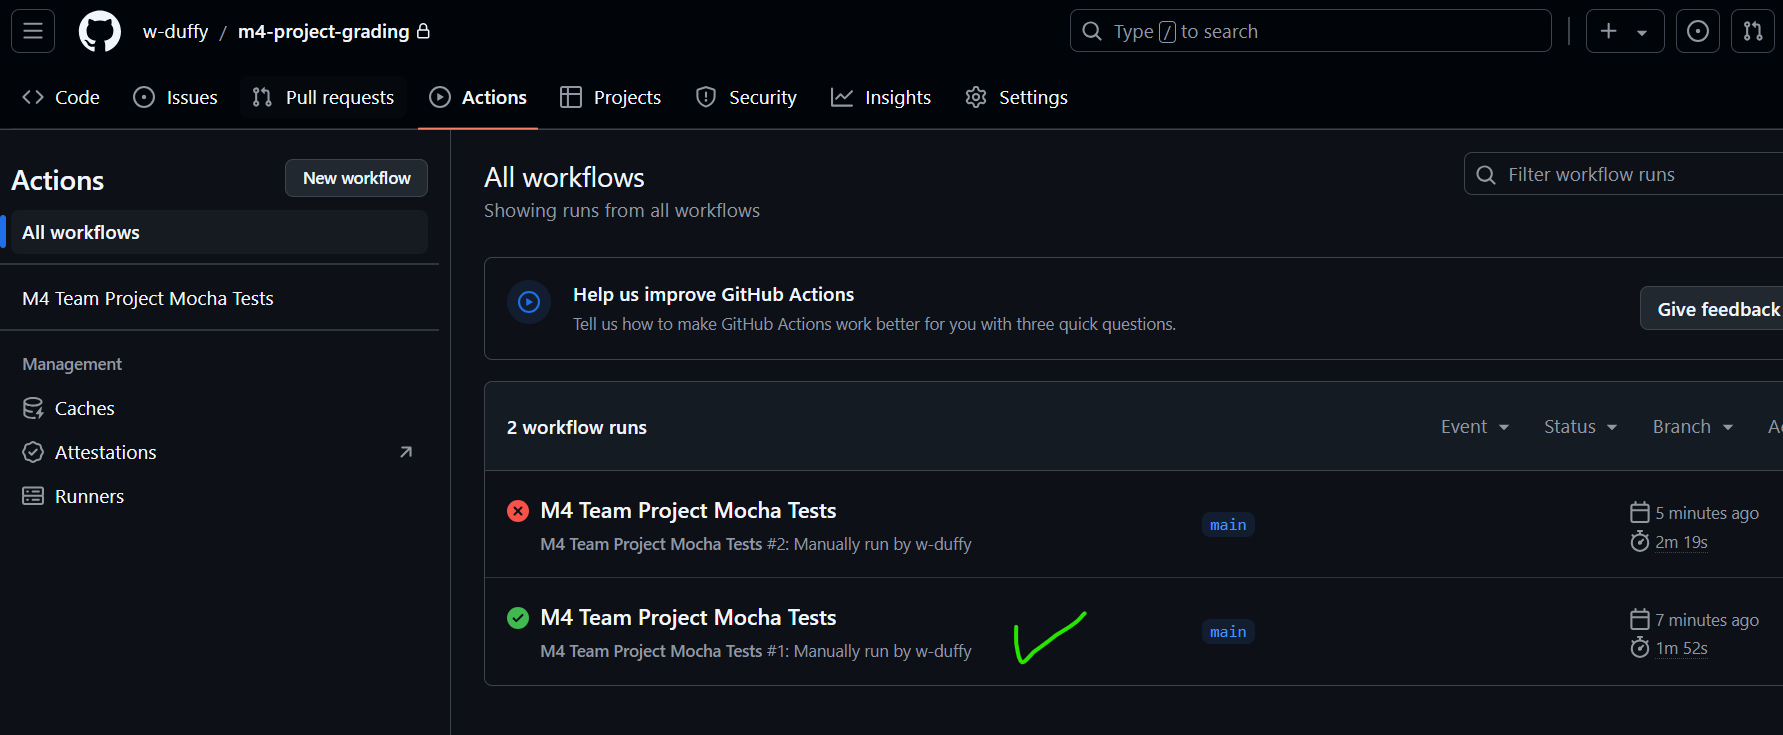 w-duffy / m4-project-grading
Type / to search
Code Issues Pull requests Actions Projects Security Insights Settings
Actions
New workflow
All workflows
M4 Team Project Mocha Tests
Management
Caches
Attestations
Runners
All workflows
Showing runs from all workflows
Filter workflow runs
Help us improve GitHub Actions
Tell us how to make GitHub Actions work better for you with three quick questions.
Give feedback
2 workflow runs
Event Status Branch
M4 Team Project Mocha Tests
M4 Team Project Mocha Tests #2: Manually run by w-duffy
main
5 minutes ago
2m 19s
M4 Team Project Mocha Tests
M4 Team Project Mocha Tests #1: Manually run by w-duffy
main
7 minutes ago
1m 52s